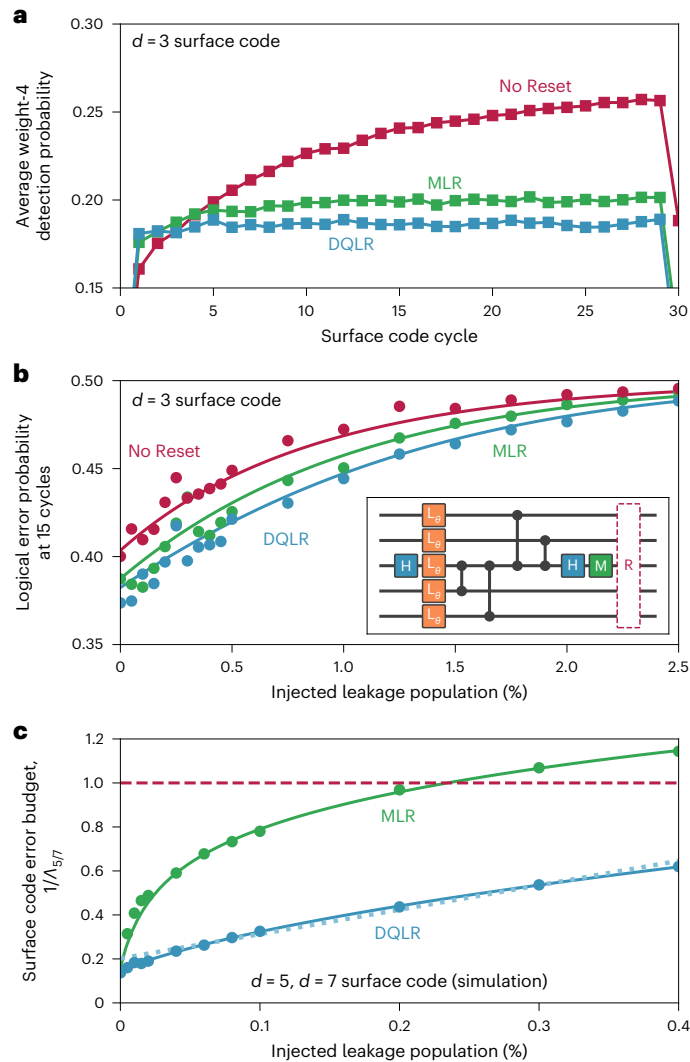 a
0.30
d = 3 surface code
0.25
0.20
0.15
Average weight-4
detection probability
No Reset
MLR
DQLR
0 5 10 15 20 25 30
Surface code cycle
b
0.50
d = 3 surface code
0.45
0.40
0.35
Logical error probability
at 15 cycles
No Reset
MLR
DQLR
H Lθ Lθ Lθ Lθ Lθ H M R
0 0.5 1.0 1.5 2.0 2.5
Injected leakage population (%)
c
1.2
1.0
0.8
0.6
0.4
0.2
0
Surface code error budget,
1/Λ5/7
MLR
DQLR
d = 5, d = 7 surface code (simulation)
0 0.1 0.2 0.3 0.4
Injected leakage population (%)